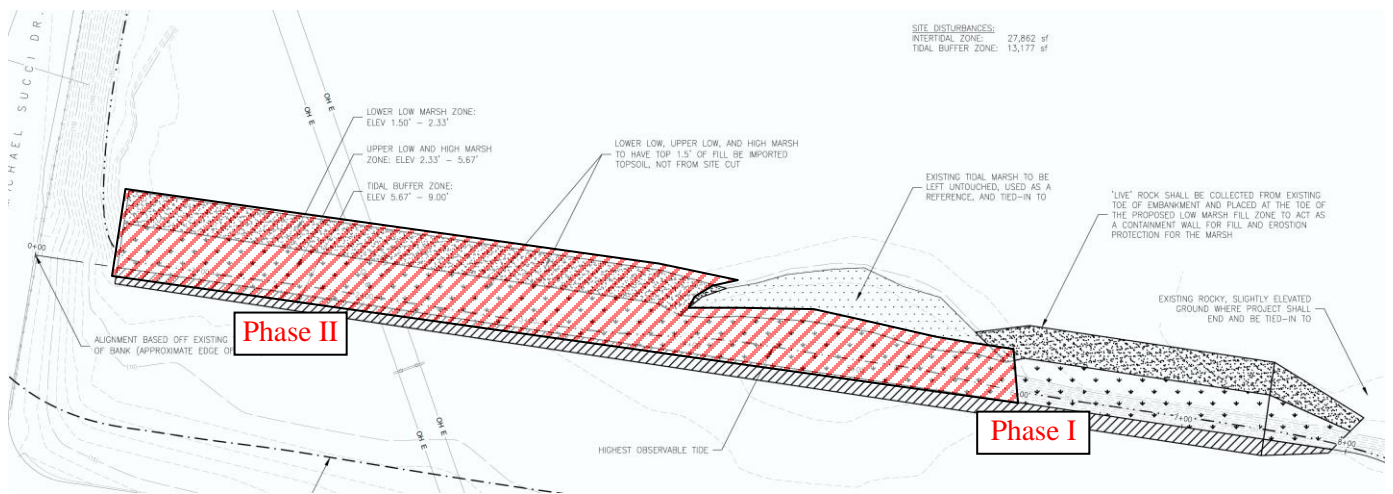 MICHAEL SUCCI DR.
SITE DISTURBANCES:
INTERTIDAL ZONE: 27,862 sf
TIDAL BUFFER ZONE: 13,177 sf
OH E
OH E
LOWER LOW MARSH ZONE:
ELEV 1.50' - 2.33'
UPPER LOW AND HIGH MARSH
ZONE: ELEV 2.33' - 5.67'
TIDAL BUFFER ZONE:
ELEV 5.67' - 9.00'
LOWER LOW, UPPER LOW, AND HIGH MARSH
TO HAVE TOP 1.5' OF FILL BE IMPORTED
TOPSOIL, NOT FROM SITE CUT
EXISTING TIDAL MARSH TO BE
LEFT UNTOUCHED, USED AS A
REFERENCE, AND TIED-IN TO
'LIVE' ROCK SHALL BE COLLECTED FROM EXISTING
TOE OF EMBANKMENT AND PLACED AT THE TOE OF
THE PROPOSED LOW MARSH FILL ZONE TO ACT AS
A CONTAINMENT WALL FOR FILL AND EROSION
PROTECTION FOR THE MARSH
EXISTING ROCKY, SLIGHTLY ELEVATED
GROUND WHERE PROJECT SHALL
END AND BE TIED-IN TO
0+00
ALIGNMENT BASED OFF EXISTING
OF BANK (APPROXIMATE EDGE OF
Phase II
OH E
OH E
HIGHEST OBSERVABLE TIDE
Phase I
7+00
8+00